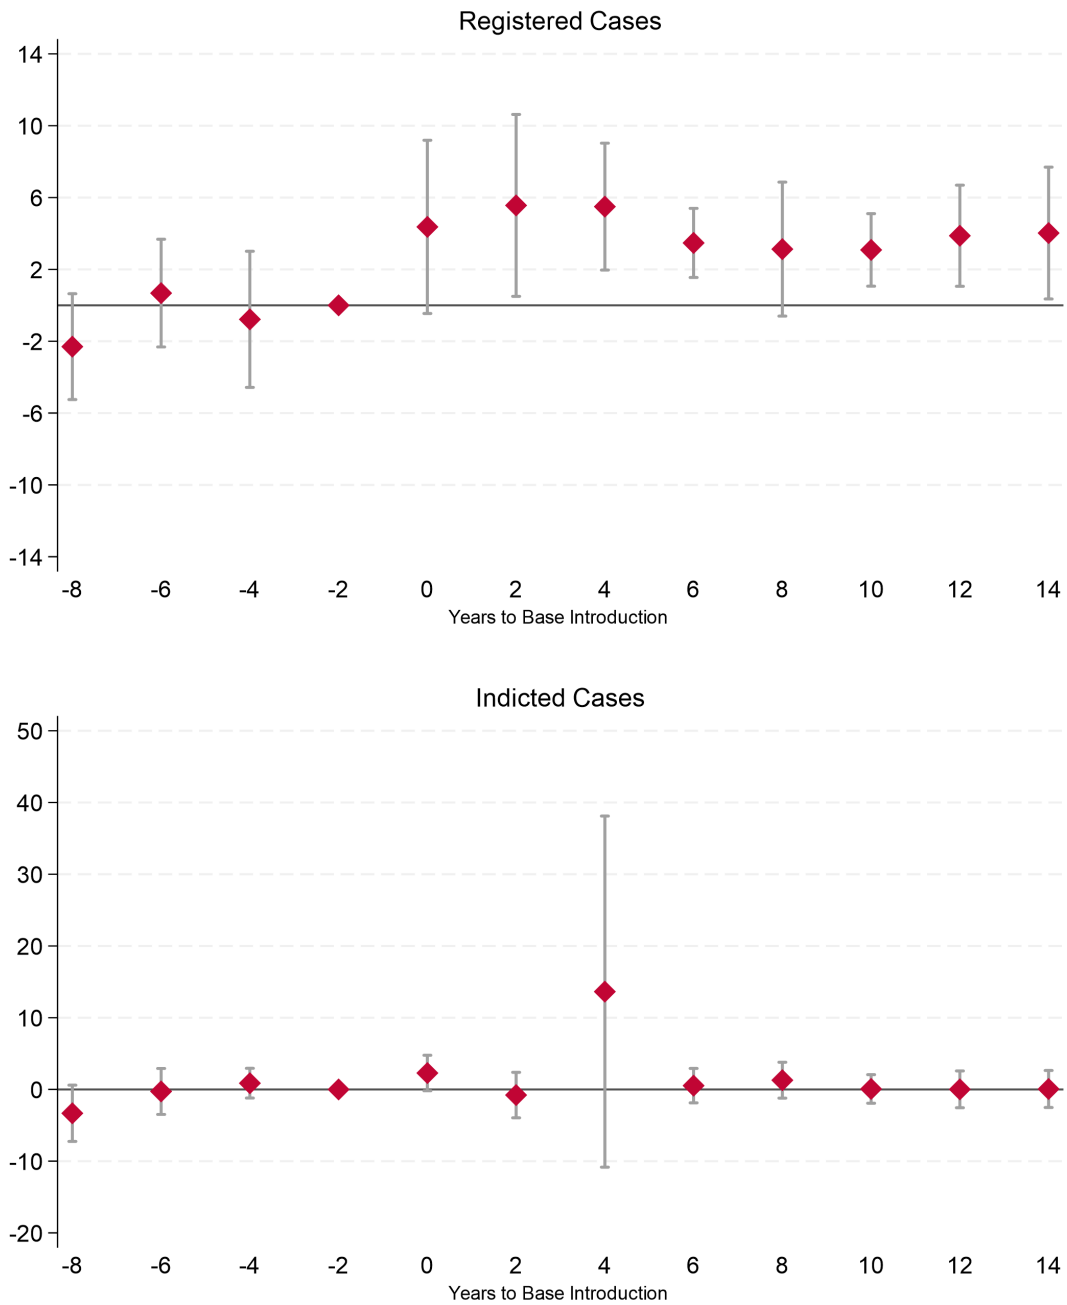 Registered Cases
14
10
6
2
-2
-6
-10
-14
-8 -6 -4 -2 0 2 4 6 8 10 12 14
Years to Base Introduction
Indicted Cases
50
40
30
20
10
0
-10
-20
-8 -6 -4 -2 0 2 4 6 8 10 12 14
Years to Base Introduction